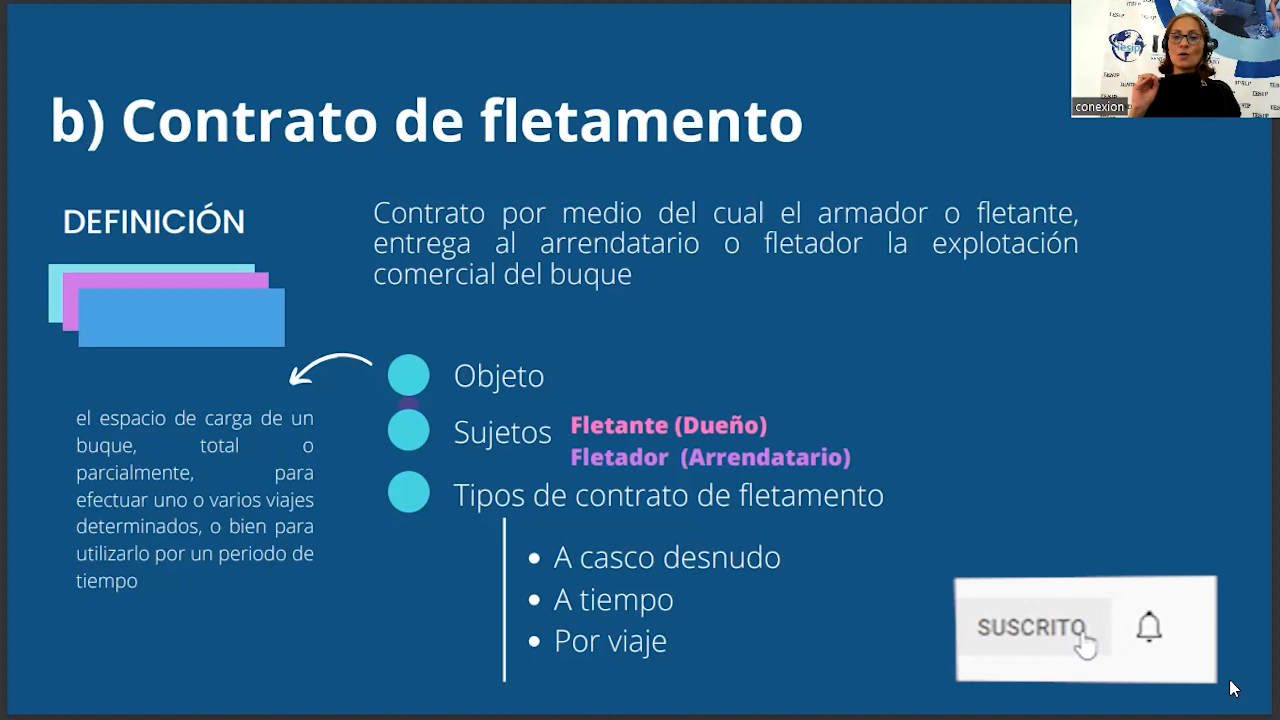 b) Contrato de fletamento
DEFINICIÓN
Contrato por medio del cual el armador o fletante,
entrega al arrendatario o fletador la explotación
comercial del buque
Objeto
el espacio de carga de un
buque, total o
parcialmente, para
efectuar uno o varios viajes
determinados, o bien para
utilizarlo por un periodo de
tiempo
Sujetos
Fletante (Dueño)
Fletador (Arrendatario)
Tipos de contrato de fletamento
• A casco desnudo
• A tiempo
• Por viaje
SUSCRITO
conexion
iesip